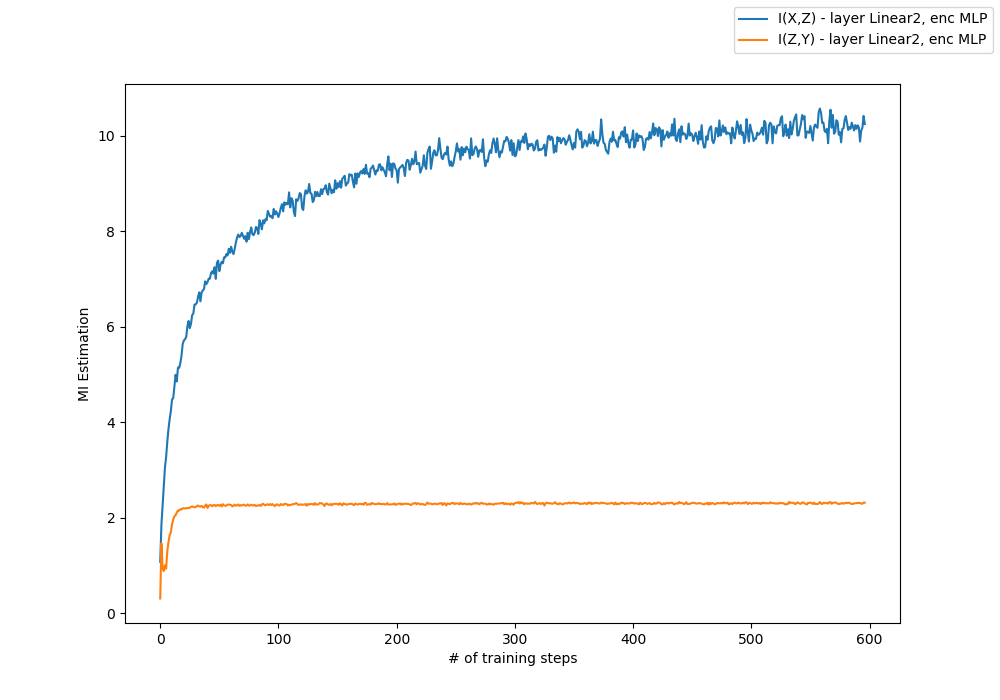 I(X,Z) - layer Linear2, enc MLP
I(Z,Y) - layer Linear2, enc MLP
10
8
6
4
2
0
MI Estimation
0 100 200 300 400 500 600
# of training steps